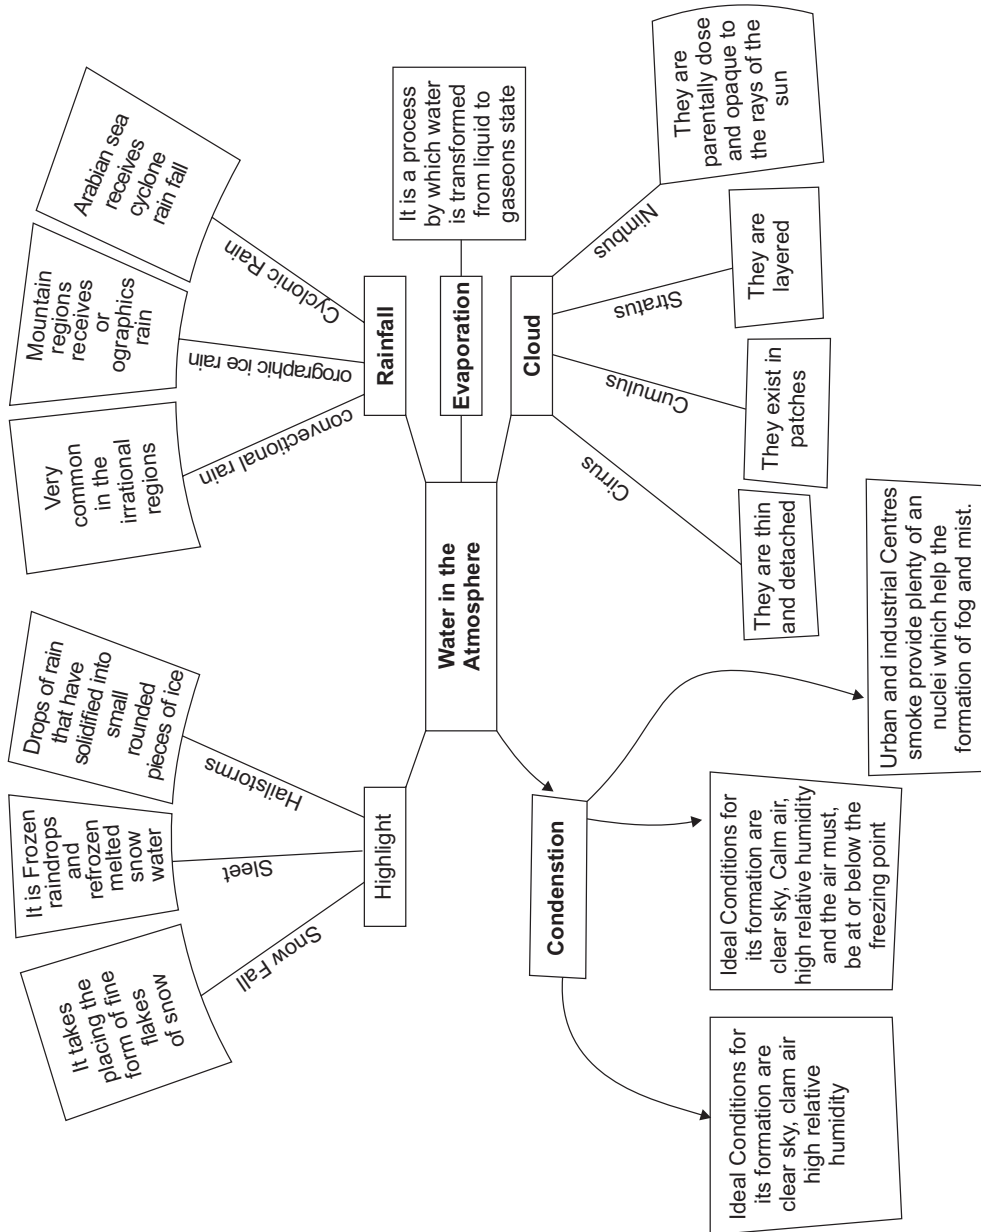 Water in the
Atmosphere
Highlight
Snow Fall
It takes
placing the
form of fine
flakes
of snow
Sleet
It is Frozen
raindrops
and
refrozen
melted
snow
water
Hailstorms
Drops of rain
that have
solidified into
small
rounded
pieces of ice
Rainfall
convectional rain
Very
common
in the
irrational
regions
orographic ice rain
Mountain
regions
receives
or
ographics
rain
Cyclonic Rain
Arabian sea
receives
cyclone
rain fall
Evaporation
It is a process
by which water
is transformed
from liquid to
gaseons state
Cloud
Cirrus
They are thin
and detached
Cumulus
They exist in
patches
Stratus
They are
layered
Nimbus
They are
parentally dose
and opaque to
the rays of the
sun
Condenstion
Ideal Conditions for
its formation are
clear sky, clam air
high relative
humidity
Ideal Conditions for
its formation are
clear sky, Calm air,
high relative humidity
and the air must,
be at or below the
freezing point
Urban and industrial Centres
smoke provide plenty of an
nuclei which help the
formation of fog and mist.